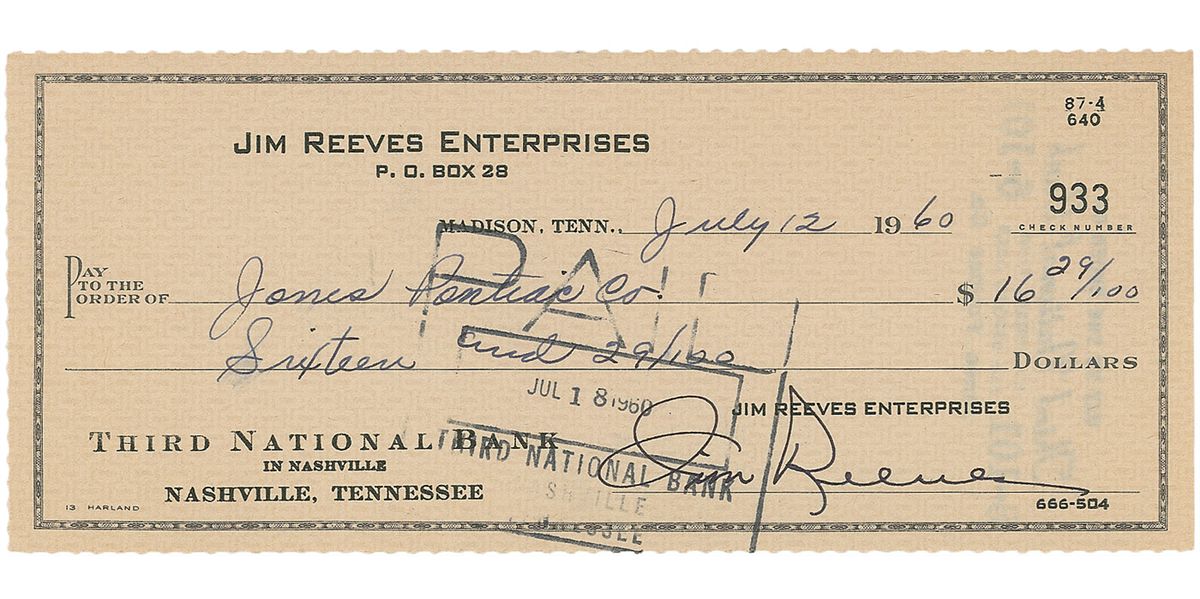 87-4
640
JIM REEVES ENTERPRISES
P. O. BOX 28
933
CHECK NUMBER
MADISON, TENN., July 12 1960
PAY TO THE ORDER OF Jones Pontiac Co. $ 16 29/100
Sixteen and 29/100 DOLLARS
PAI
JUL 18 1960
THIRD NATIONAL BANK
JIM REEVES ENTERPRISES
THIRD NATIONAL BANK
IN NASHVILLE
NASHVILLE, TENNESSEE
Jim Reeves
666-504
13 HARLAND